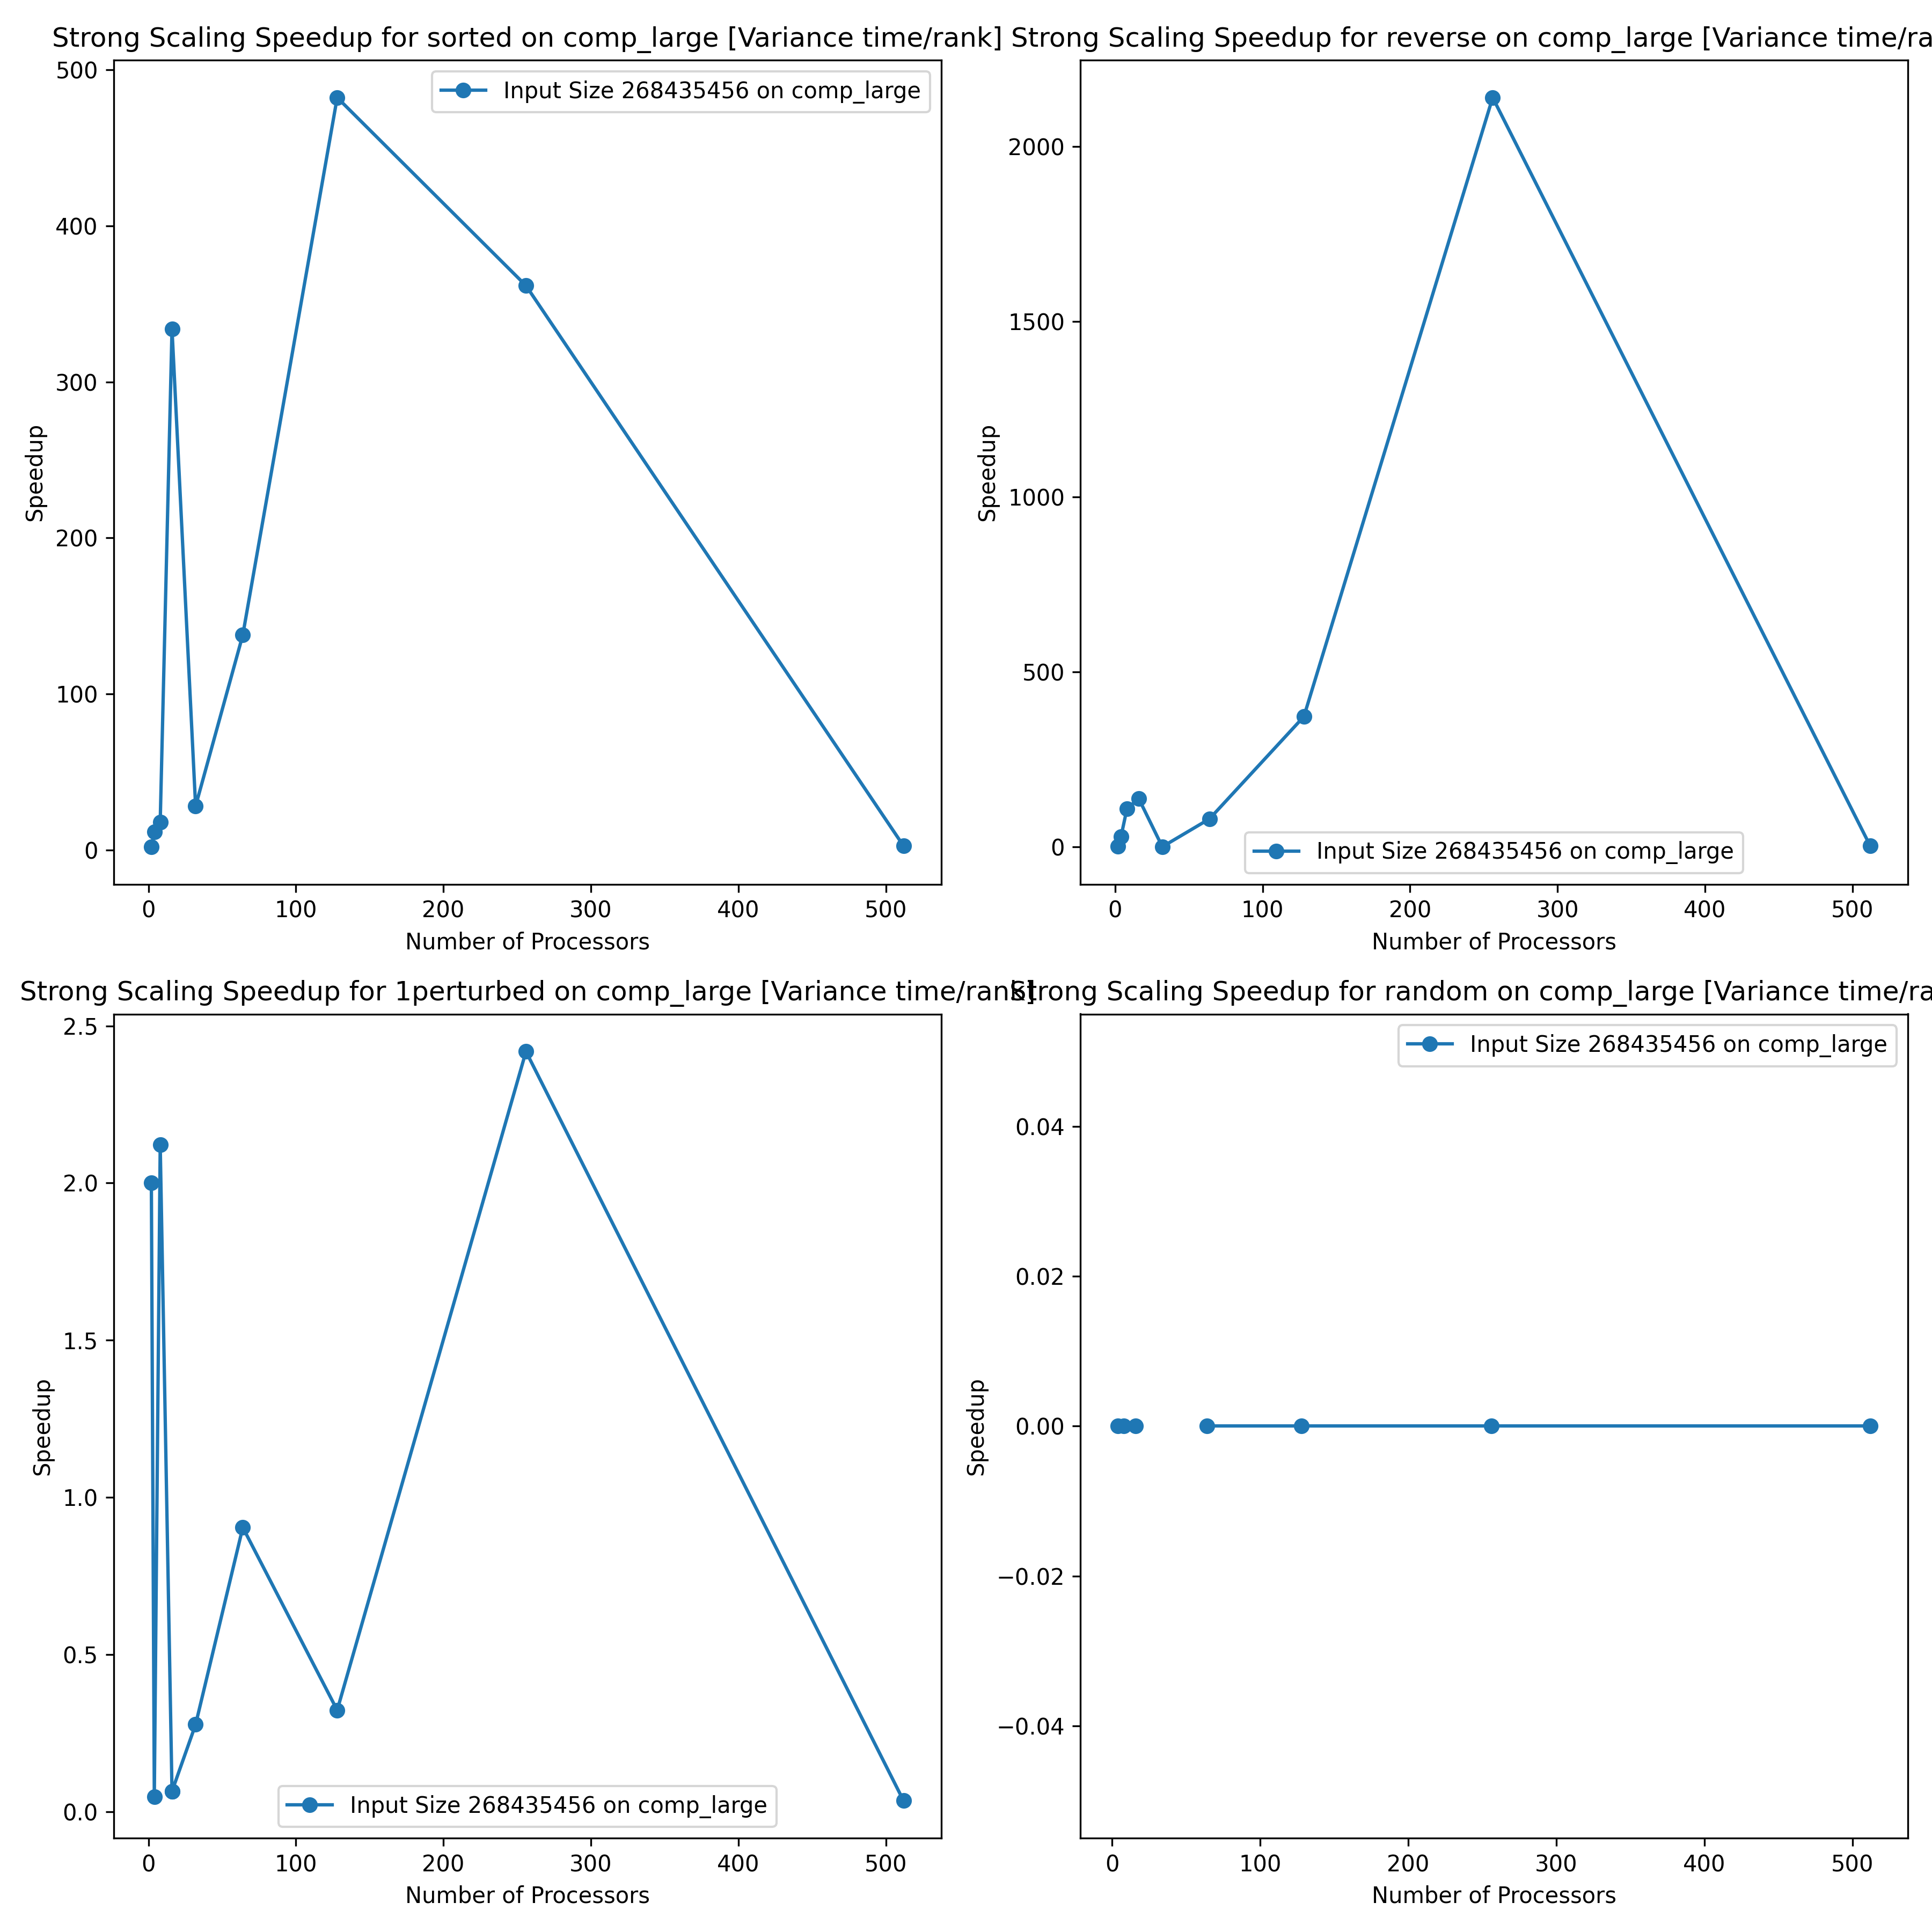 Strong Scaling Speedup for sorted on comp_large [Variance time/rank]
500
400
300
200
100
0
Speedup
Input Size 268435456 on comp_large
0 100 200 300 400 500
Number of Processors
Strong Scaling Speedup for reverse on comp_large [Variance time/ra
2000
1500
1000
500
0
Speedup
Input Size 268435456 on comp_large
0 100 200 300 400 500
Number of Processors
Strong Scaling Speedup for 1perturbed on comp_large [Variance time/rank]
2.5
2.0
1.5
1.0
0.5
0.0
Speedup
Input Size 268435456 on comp_large
0 100 200 300 400 500
Number of Processors
Strong Scaling Speedup for random on comp_large [Variance time/ra
0.04
0.02
0.00
−0.02
−0.04
Speedup
Input Size 268435456 on comp_large
0 100 200 300 400 500
Number of Processors